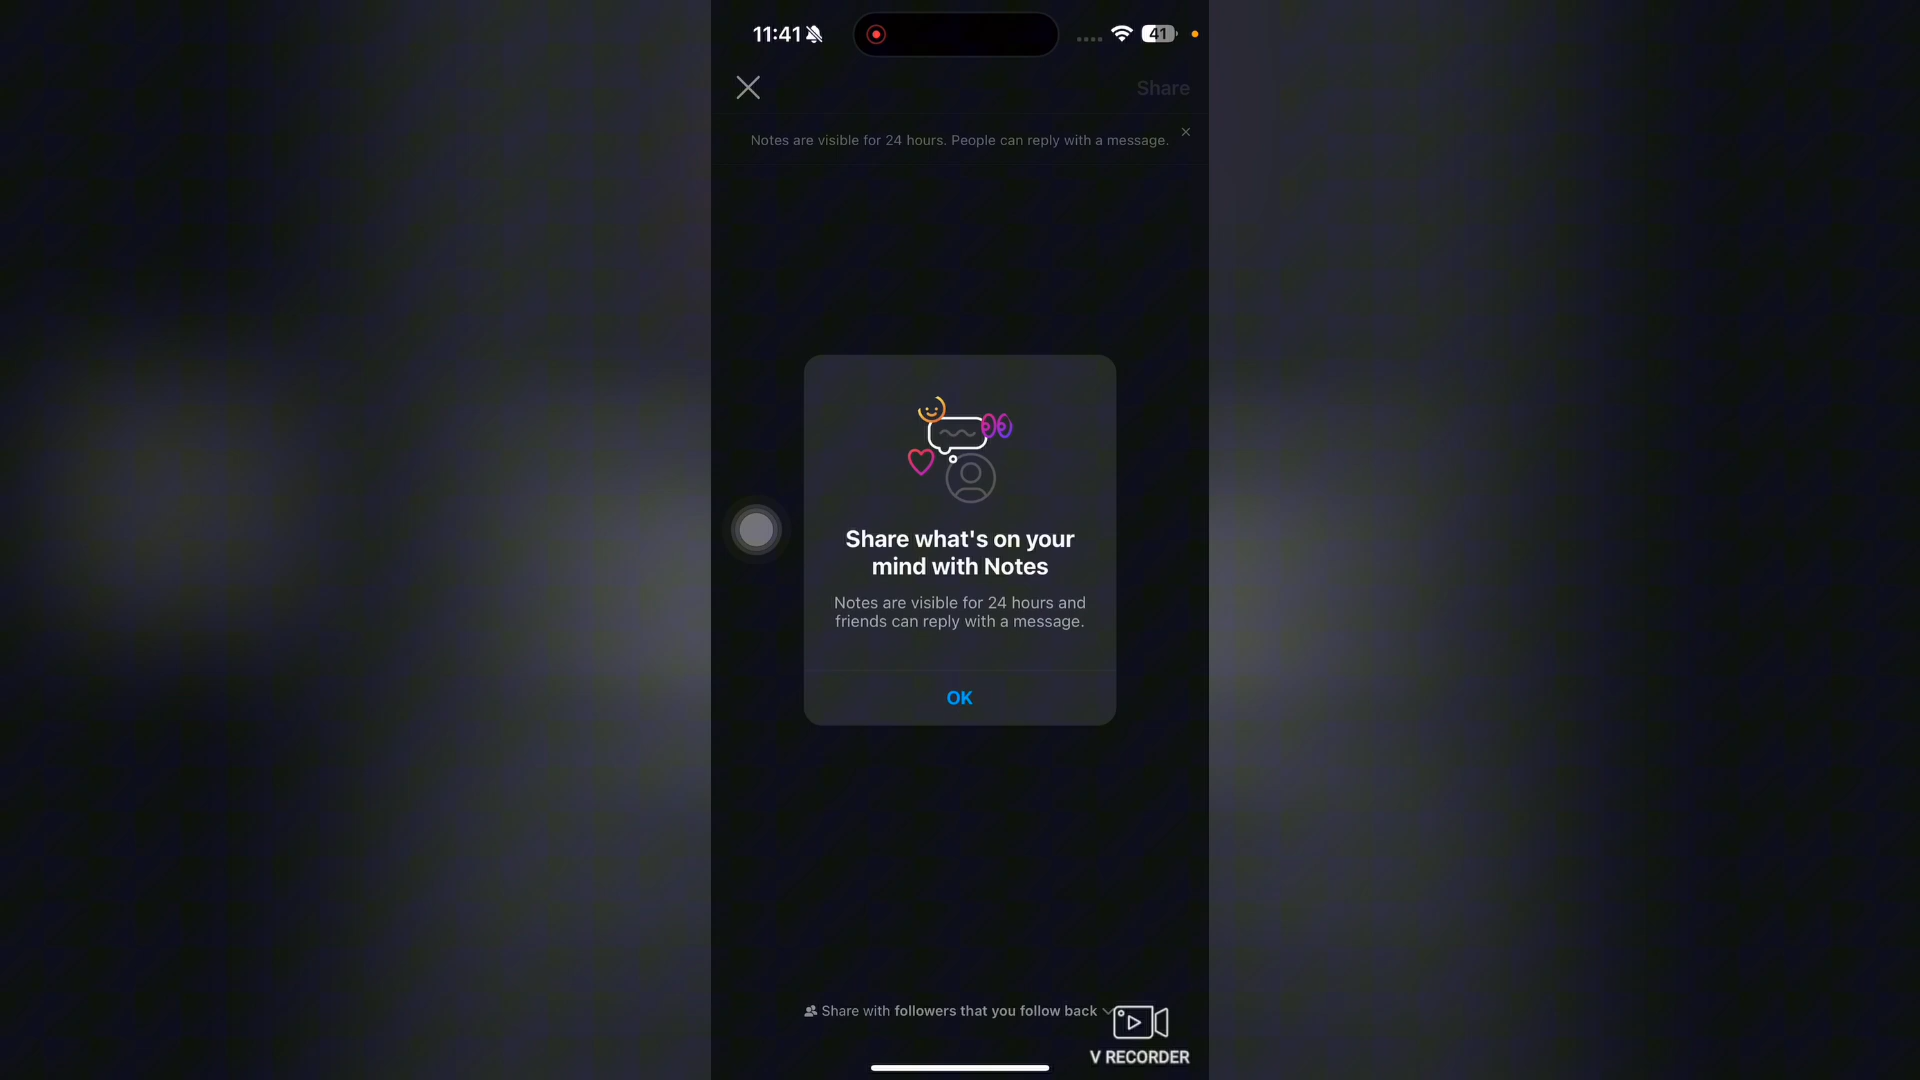 11:41
41
Share
Notes are visible for 24 hours. People can reply with a message.
Share what's on your
mind with Notes
Notes are visible for 24 hours and
friends can reply with a message.
OK
Share with followers that you follow back
V RECORDER